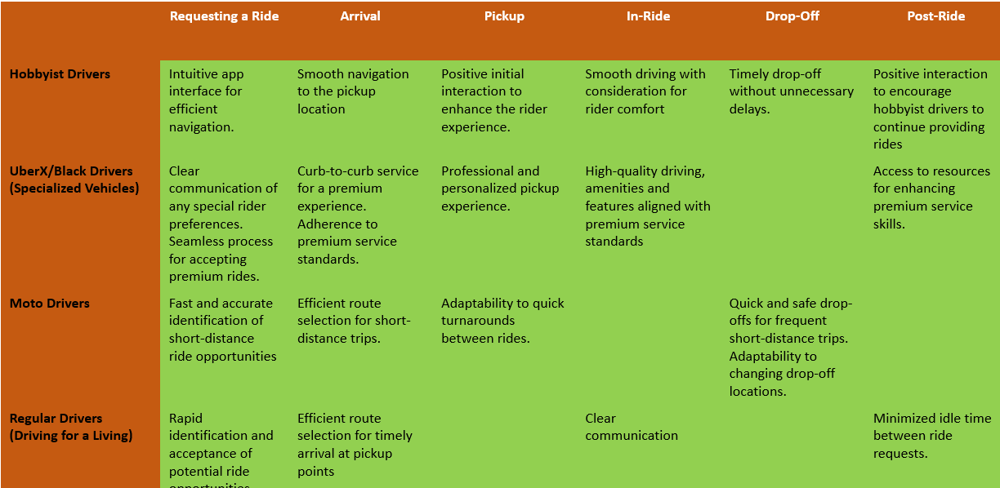 Requesting a Ride
Arrival
Pickup
In-Ride
Drop-Off
Post-Ride
Hobbyist Drivers
Intuitive app
interface for
efficient
navigation.
Smooth navigation
to the pickup
location
Positive initial
interaction to
enhance the rider
experience.
Smooth driving with
consideration for
rider comfort
Timely drop-off
without unnecessary
delays.
Positive interaction
to encourage
hobbyist drivers to
continue providing
rides
UberX/Black Drivers
(Specialized Vehicles)
Clear
communication of
any special rider
preferences.
Seamless process
for accepting
premium rides.
Curb-to-curb service
for a premium
experience.
Adherence to
premium service
standards.
Professional and
personalized pickup
experience.
High-quality driving,
amenities and
features aligned with
premium service
standards
Access to resources
for enhancing
premium service
skills.
Moto Drivers
Fast and accurate
identification of
short-distance
ride opportunities
Efficient route
selection for short-
distance trips.
Adaptability to quick
turnarounds
between rides.
Quick and safe drop-
offs for frequent
short-distance trips.
Adaptability to
changing drop-off
locations.
Regular Drivers
(Driving for a Living)
Rapid
identification and
acceptance of
potential ride
Efficient route
selection for timely
arrival at pickup
points
Clear
communication
Minimized idle time
between ride
requests.